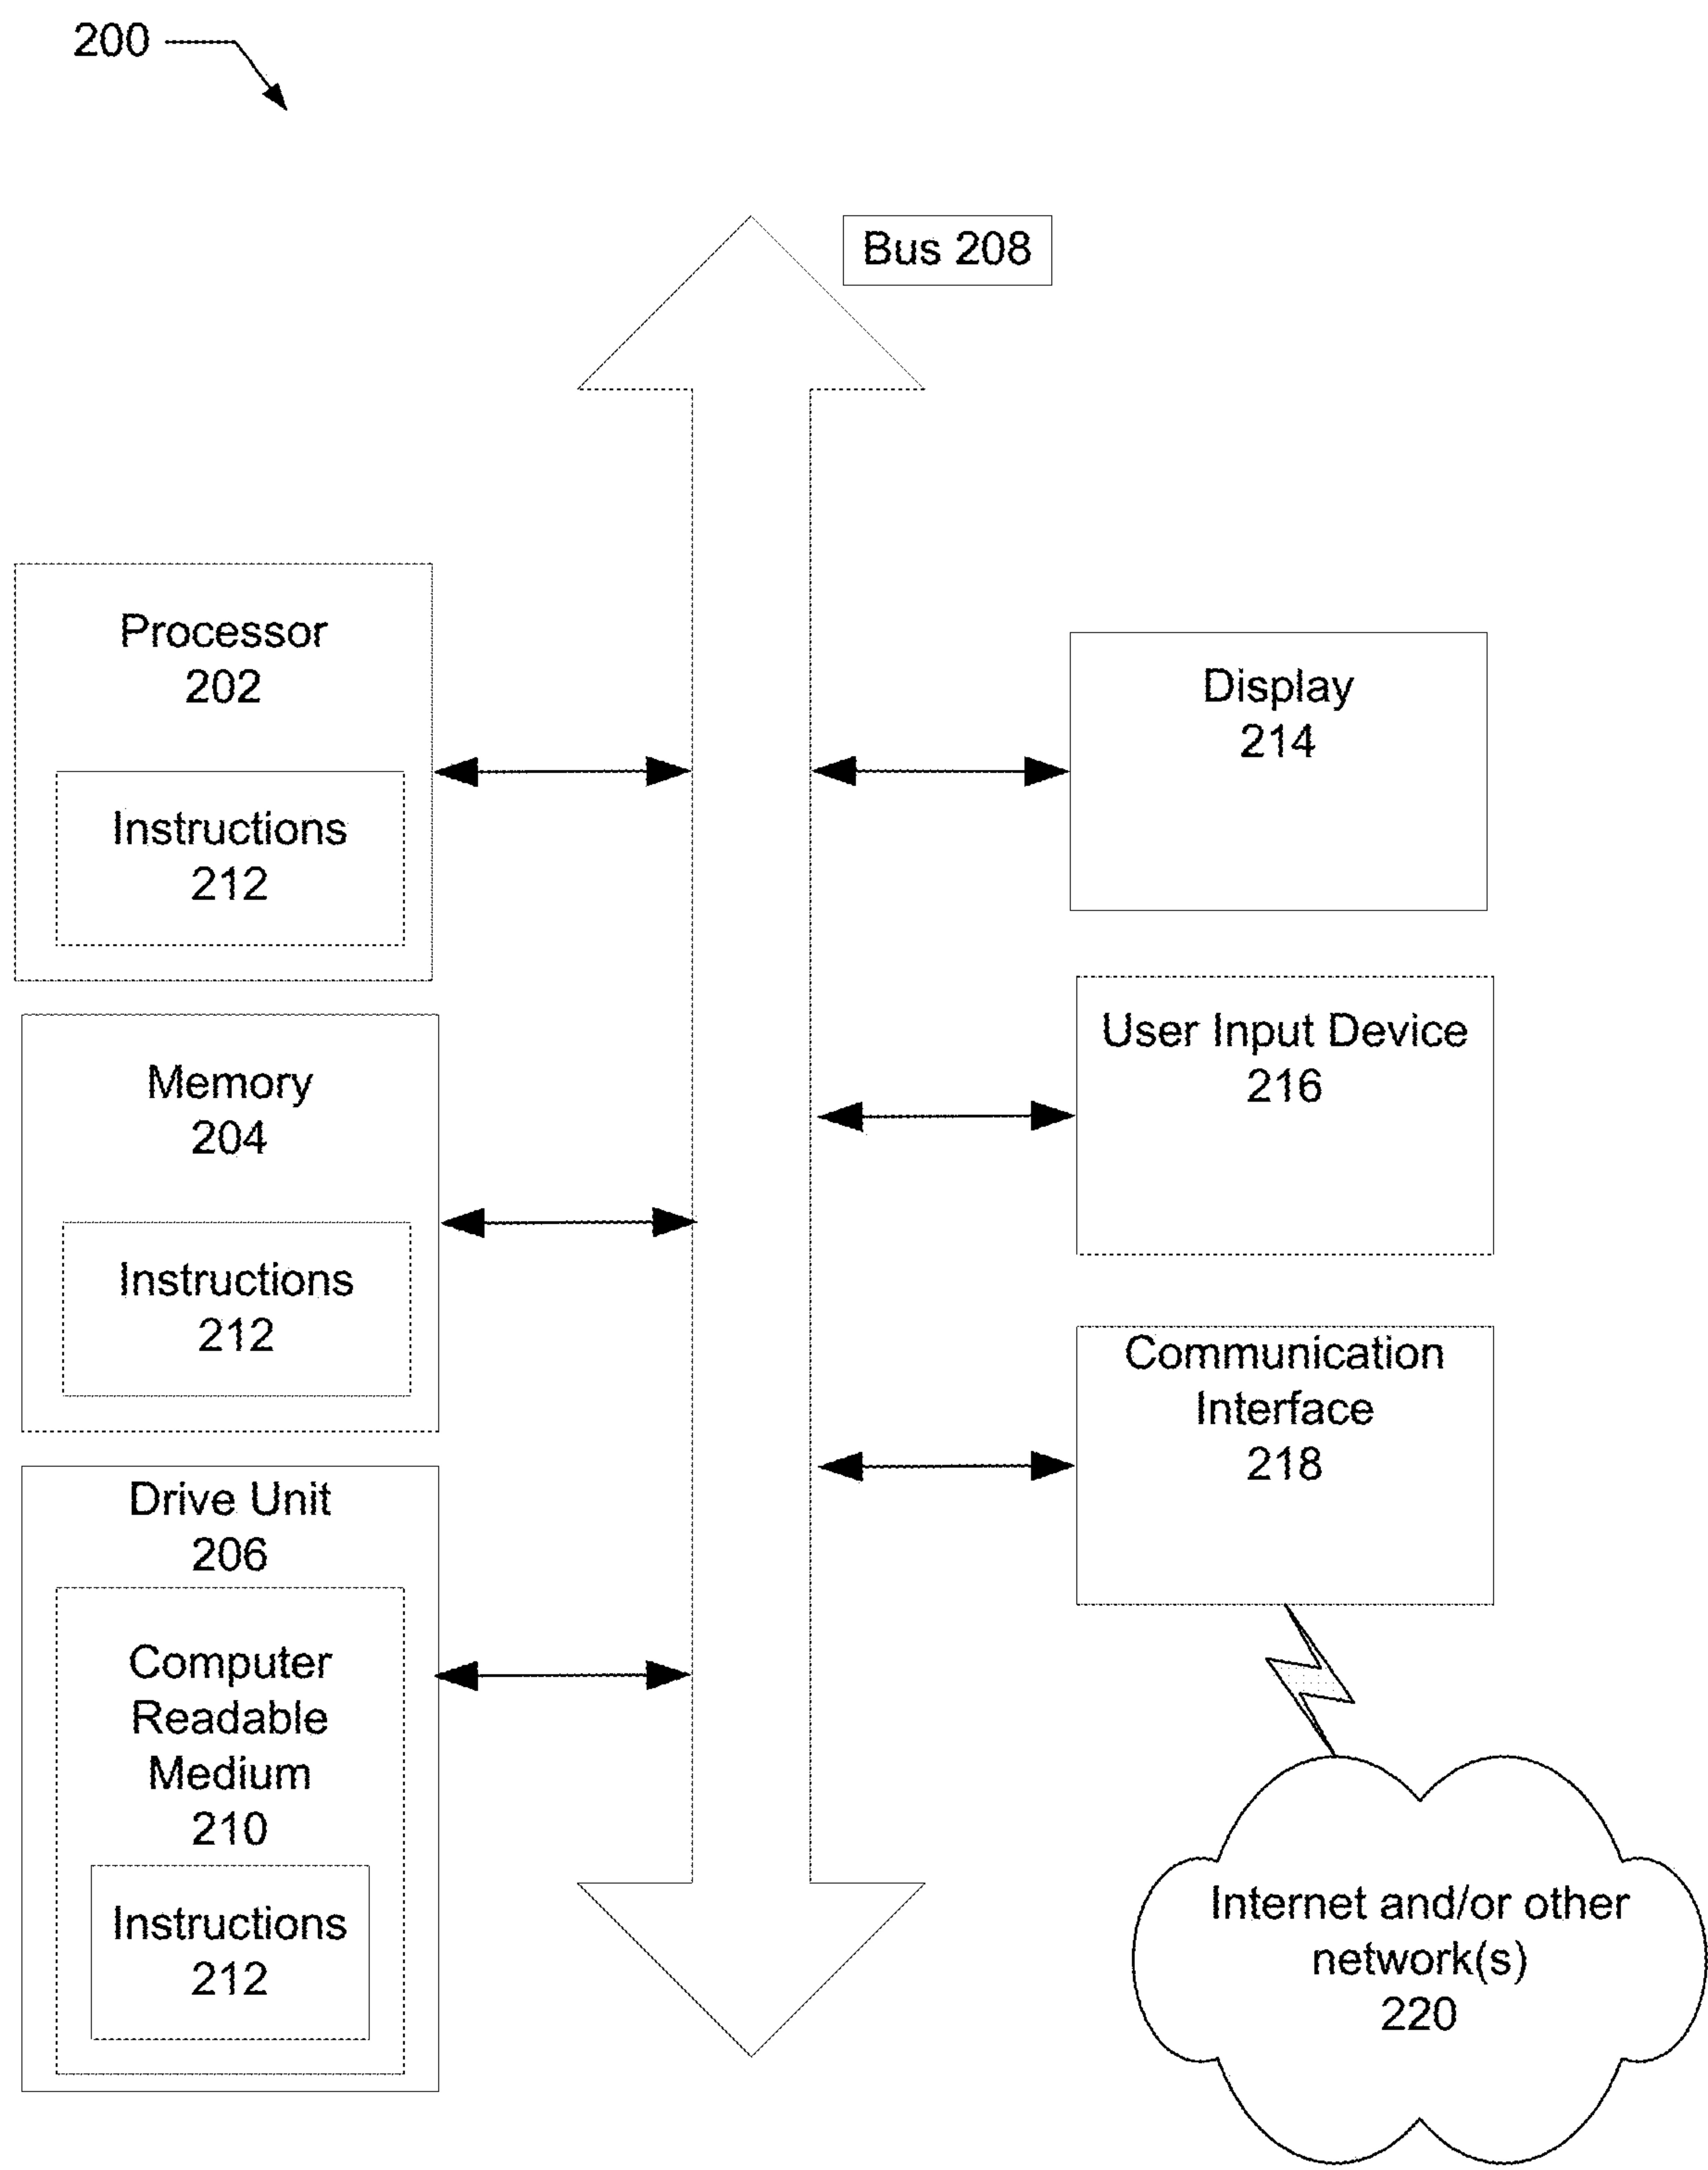 200
Bus 208
Processor
202
Instructions
212
Memory
204
Instructions
212
Drive Unit
206
Computer
Readable
Medium
210
Instructions
212
Display
214
User Input Device
216
Communication
Interface
218
Internet and/or other
network(s)
220